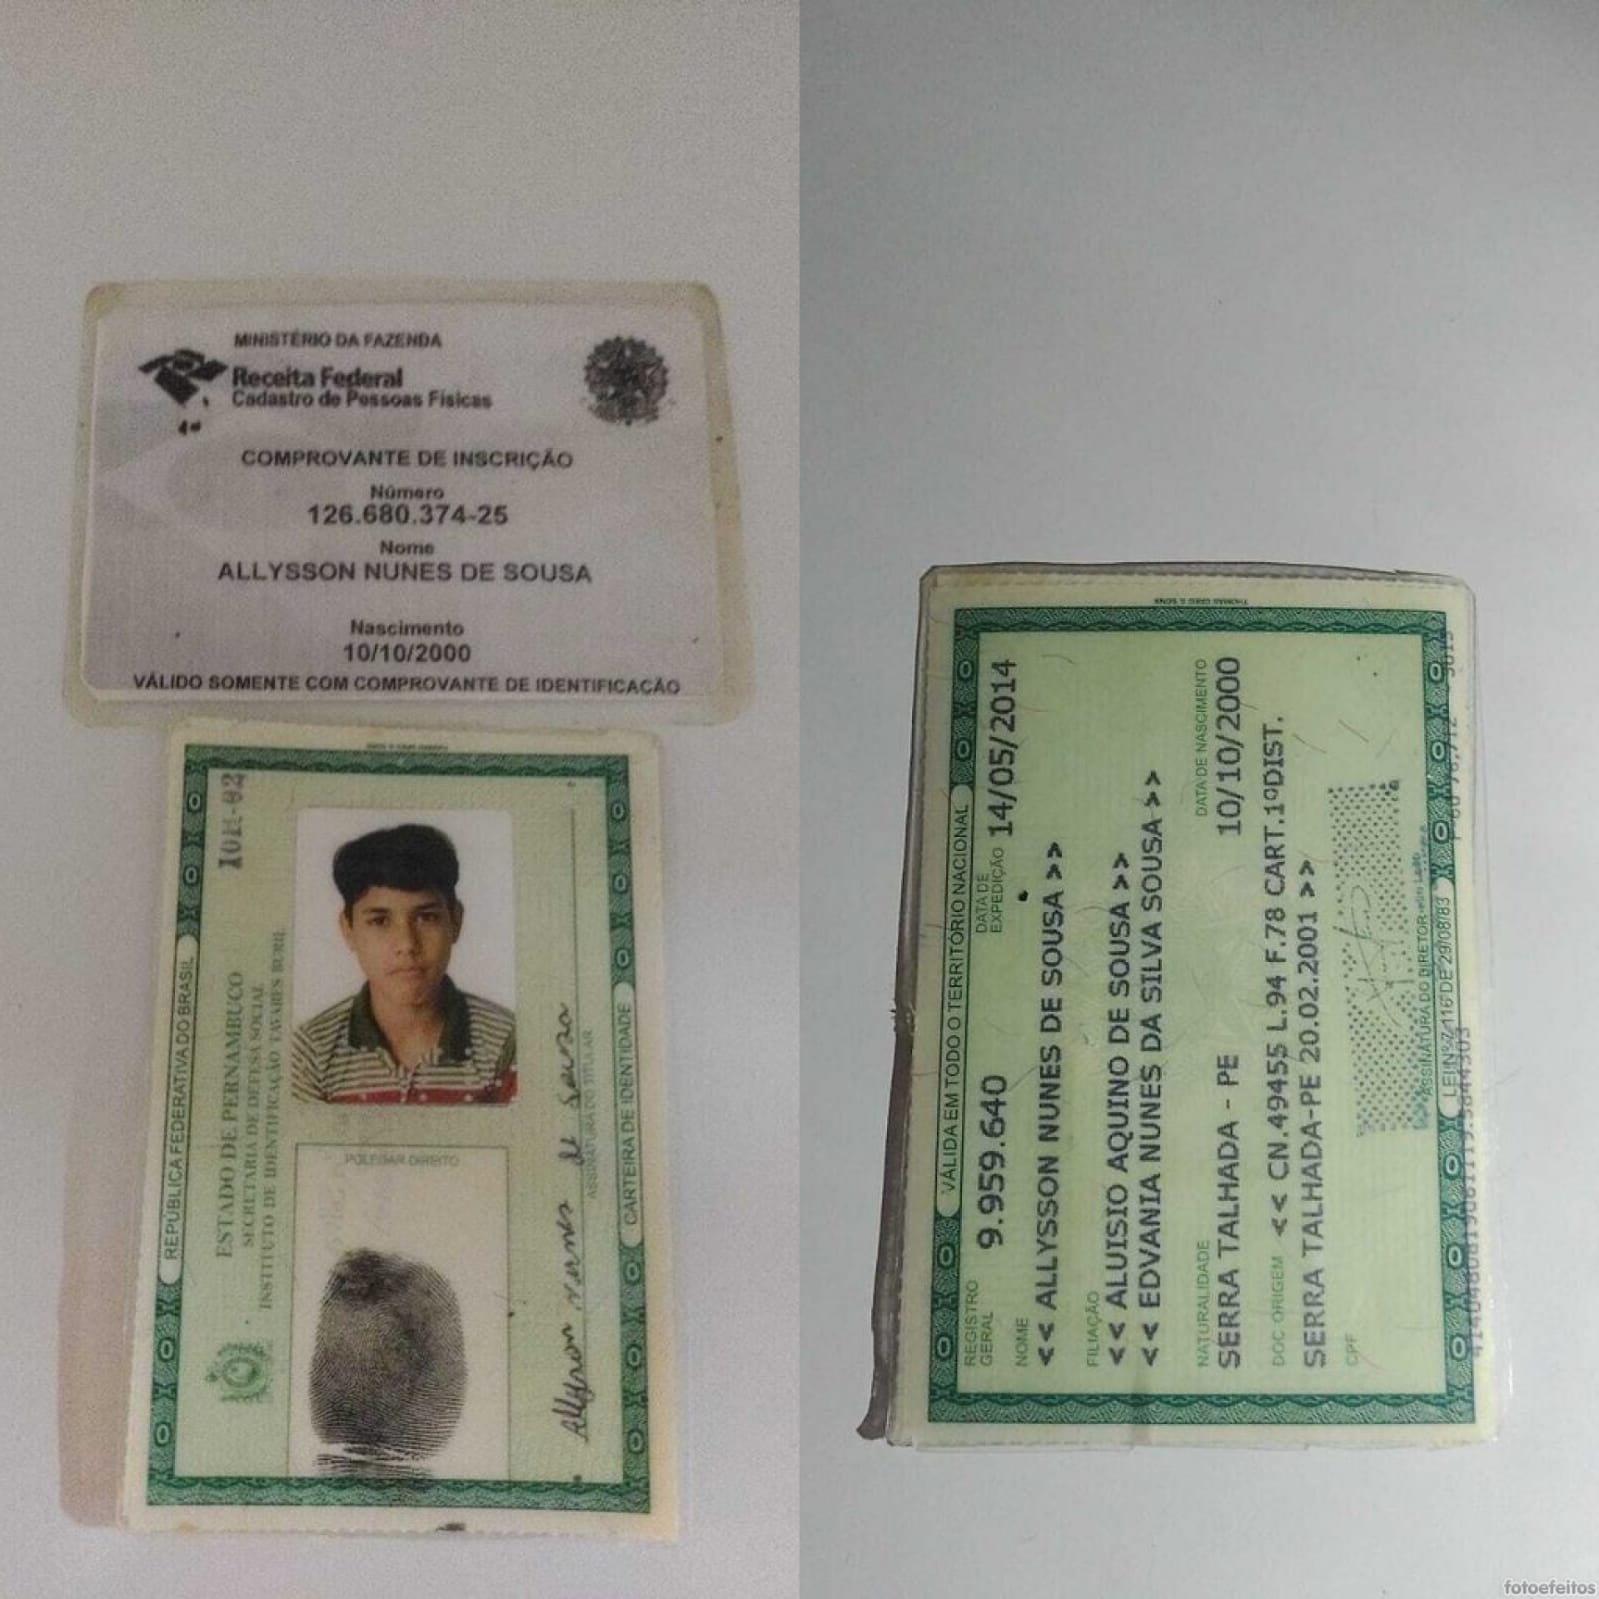 REPÚBLICA FEDERATIVA DO BRASIL
ESTADO DE PERNAMBUCO
SECRETARIA DE DEFESA SOCIAL
INSTITUTO DE IDENTIFICAÇÃO TAVARES BURIL
POLEGAR DIREITO
Allysson Nunes de Sousa
ASSINATURA DO TITULAR
CARTEIRA DE IDENTIDADE
MINISTÉRIO DA FAZENDA
Receita Federal
Cadastro de Pessoas Físicas
COMPROVANTE DE INSCRIÇÃO
Número
126.680.374-25
Nome
ALLYSSON NUNES DE SOUSA
Nascimento
10/10/2000
VÁLIDO SOMENTE COM COMPROVANTE DE IDENTIFICAÇÃO
VÁLIDA EM TODO O TERRITÓRIO NACIONAL
REGISTRO GERAL 9.959.640 DATA DE EXPEDIÇÃO 14/05/2014
NOME
<< ALLYSSON NUNES DE SOUSA >>
FILIAÇÃO
<< ALUISIO AQUINO DE SOUSA >>
<< EDVANIA NUNES DA SILVA SOUSA >>
NATURALIDADE DATA DE NASCIMENTO
SERRA TALHADA - PE 10/10/2000
DOC ORIGEM << CN.49455 L.94 F.78 CART.1ºDIST.
SERRA TALHADA-PE 20.02.2001 >>
CPF
ASSINATURA DO DIRETOR
LEI Nº 7.116 DE 29/08/83
fotoefeitos